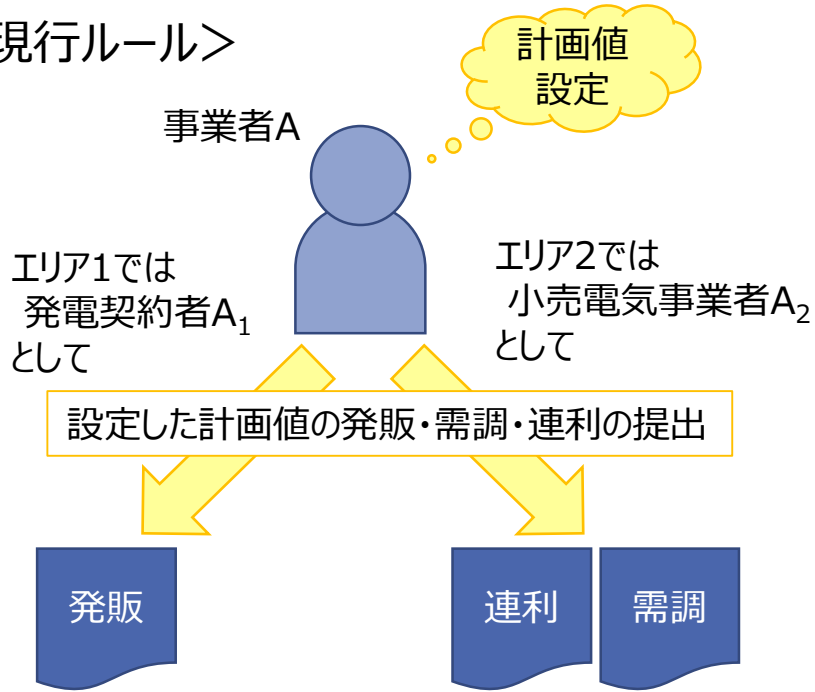 現行ルール＞
計画値
設定
事業者A
エリア1では
発電契約者A₁
として
エリア2では
小売電気事業者A₂
として
設定した計画値の発販・需調・連利の提出
発販
連利
需調